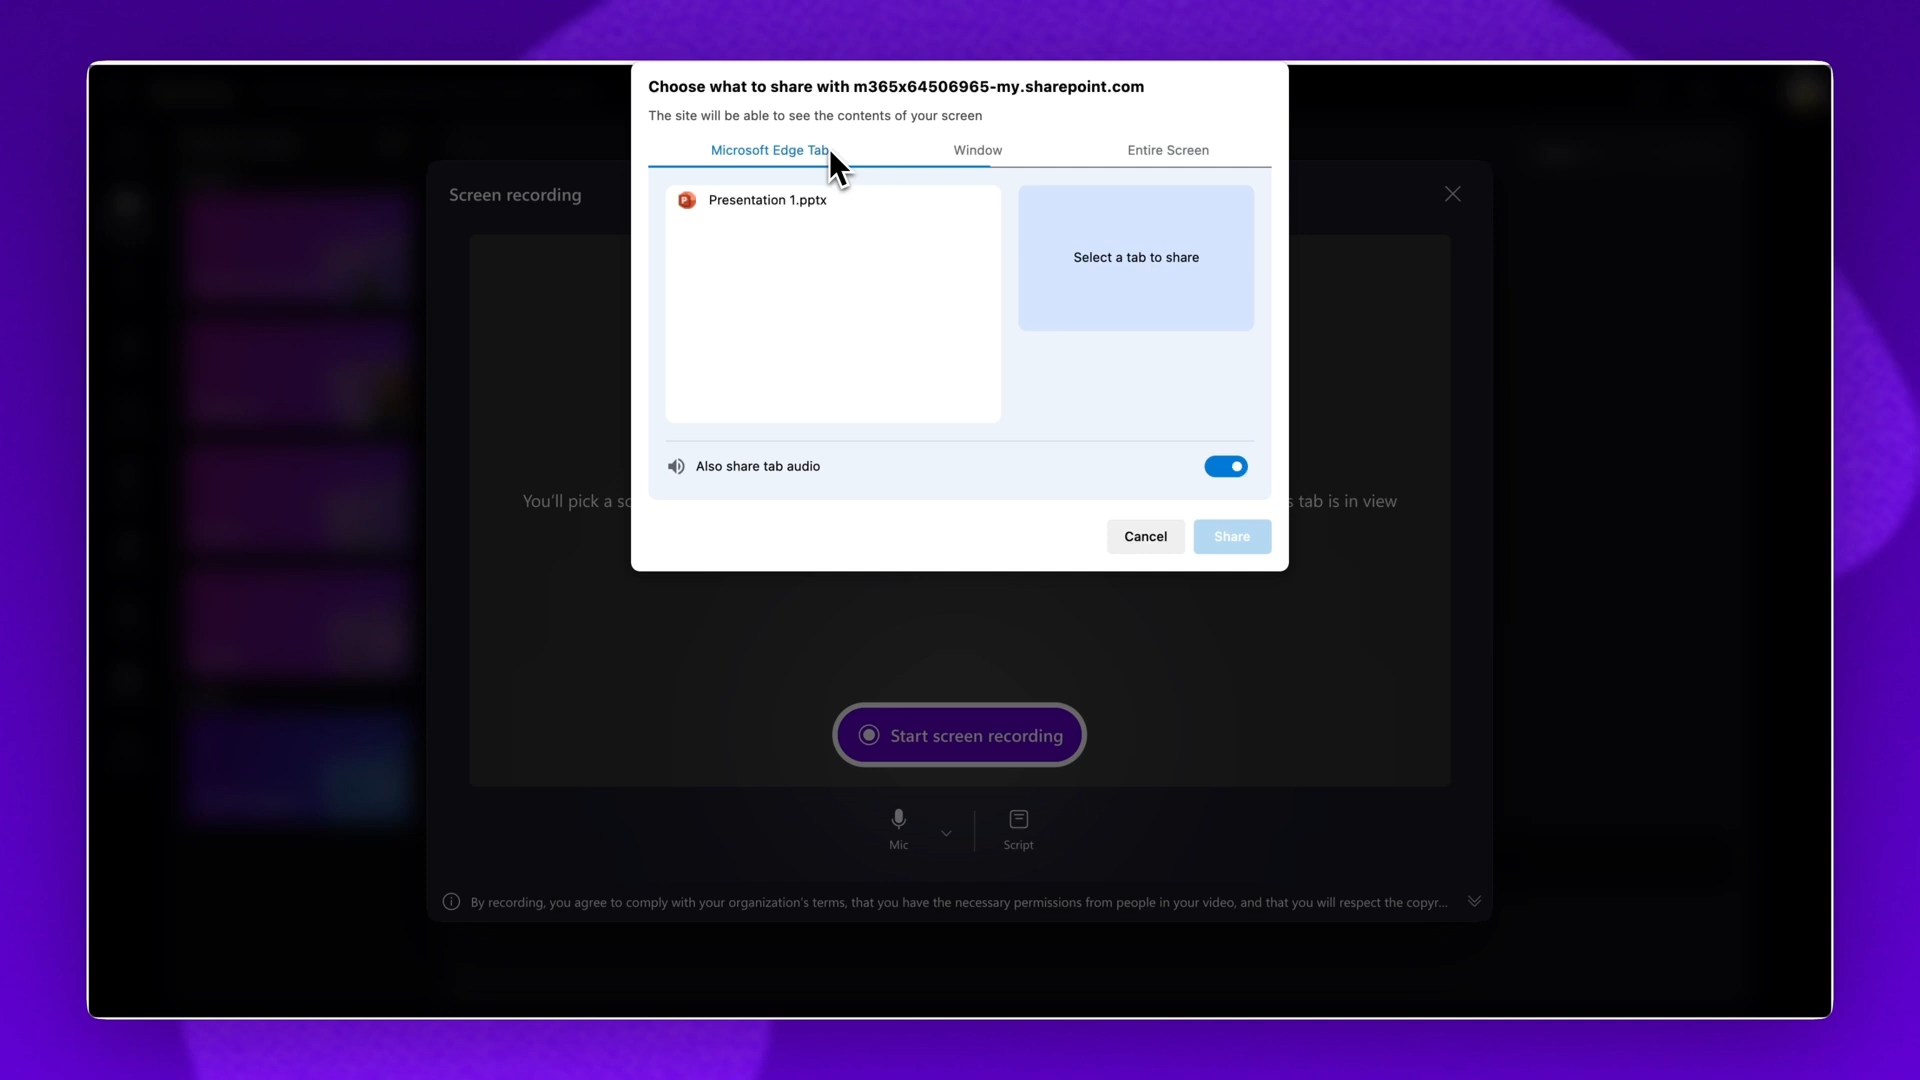 Choose what to share with m365x64506965-my.sharepoint.com
The site will be able to see the contents of your screen
Microsoft Edge Tab Window Entire Screen
Screen recording
Presentation 1.pptx
Select a tab to share
Also share tab audio
You'll pick a sc
s tab is in view
Cancel Share
Start screen recording
Mic Script
By recording, you agree to comply with your organization's terms, that you have the necessary permissions from people in your video, and that you will respect the copyr...